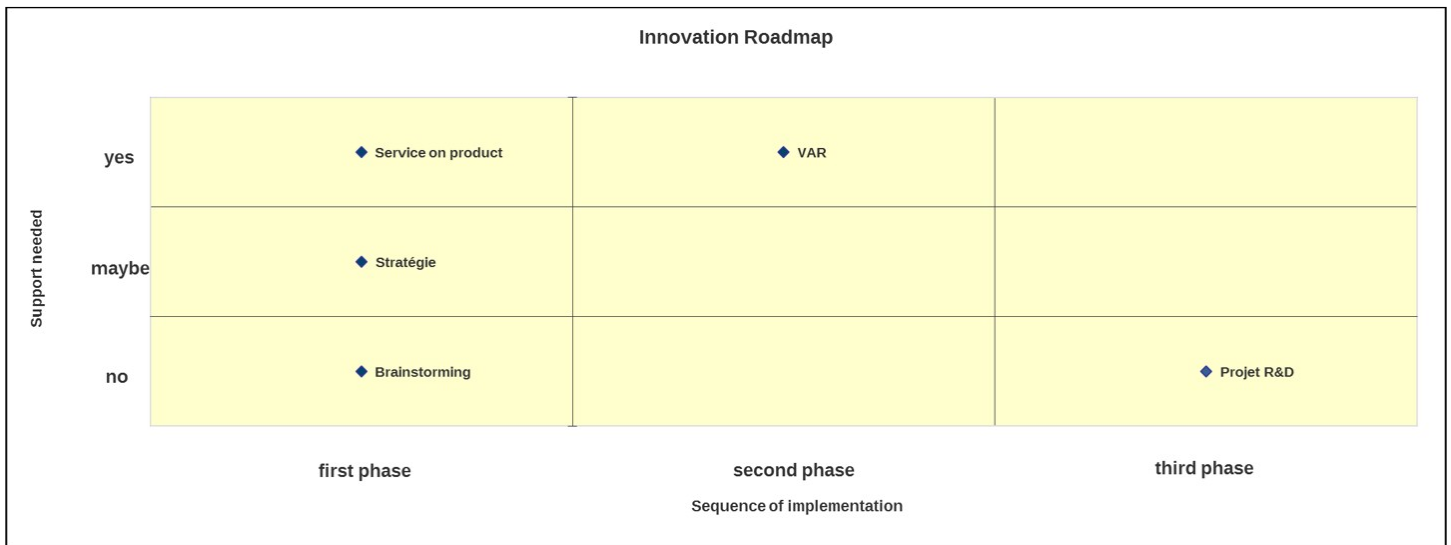 Innovation Roadmap
yes
Service on product
VAR
Support needed
maybe
Stratégie
no
Brainstorming
Projet R&D
first phase
second phase
third phase
Sequence of implementation